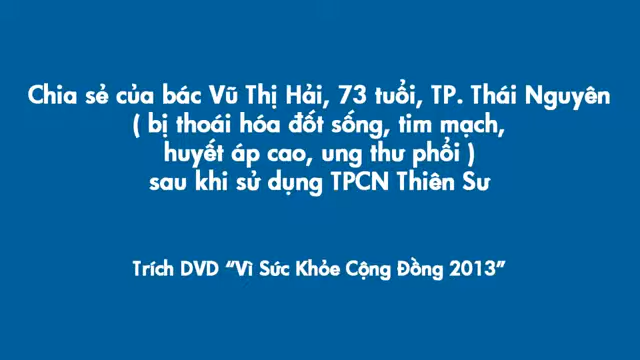 Chia sẻ của bác Vũ Thị Hải, 73 tuổi, TP. Thái Nguyên
( bị thoái hóa đốt sống, tim mạch,
huyết áp cao, ung thư phổi )
sau khi sử dụng TPCN Thiên Sư
Trích DVD “Vì Sức Khỏe Cộng Đồng 2013”